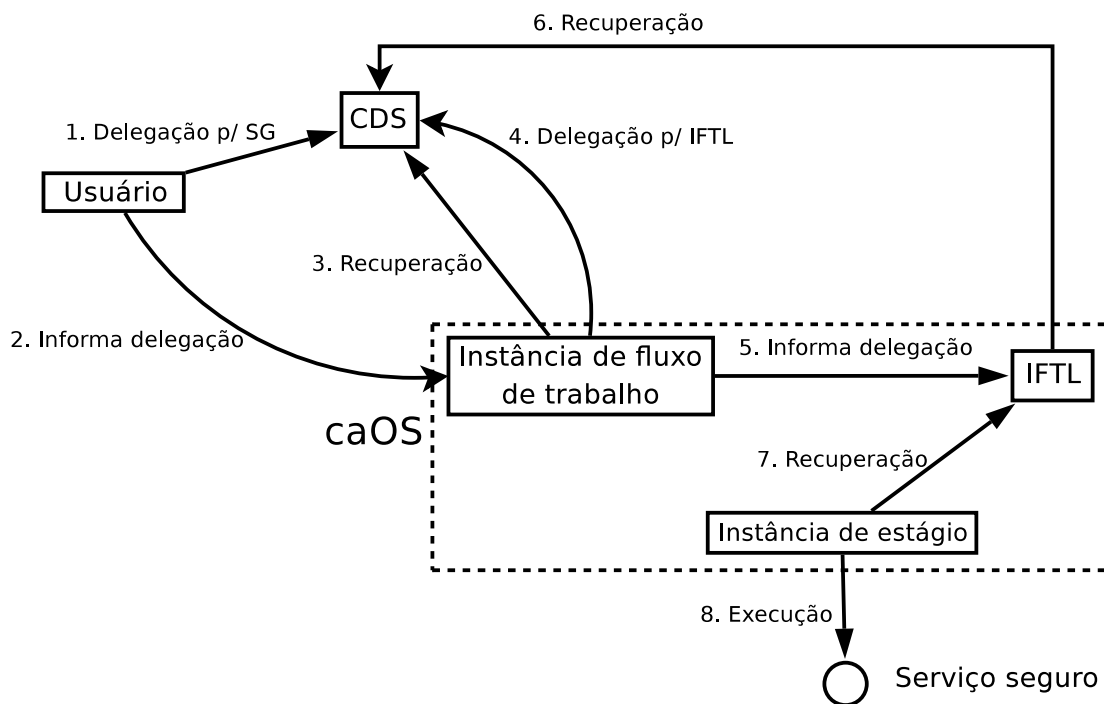 6. Recuperação
CDS
1. Delegação p/ SG
4. Delegação p/ IFTL
Usuário
3. Recuperação
2. Informa delegação
Instância de fluxo
de trabalho
5. Informa delegação
IFTL
caOS
7. Recuperação
Instância de estágio
8. Execução
Serviço seguro